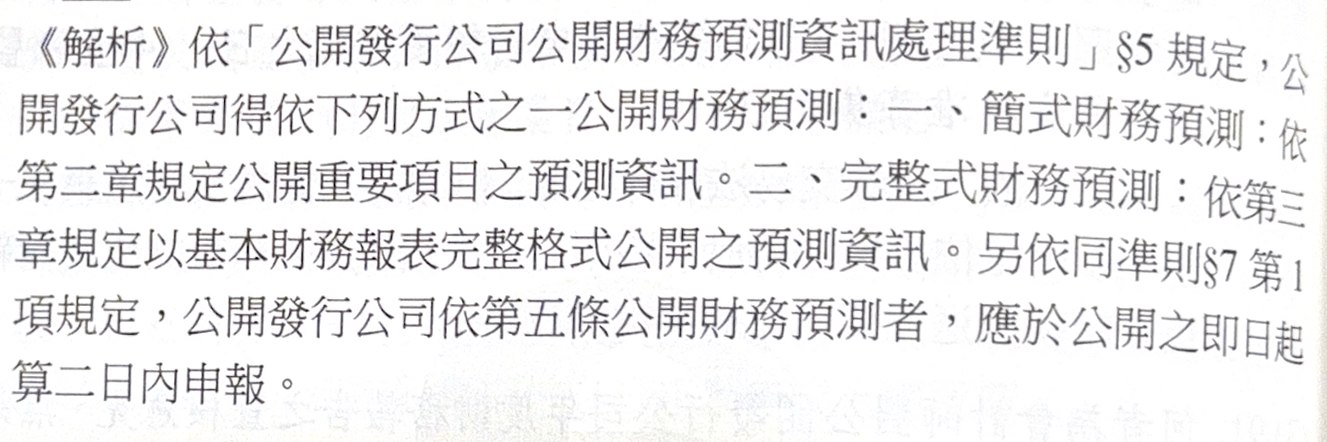 《解析》依「公開發行公司公開財務預測資訊處理準則」§5 規定，公
開發行公司得依下列方式之一公開財務預測：一、簡式財務預測：依
第二章規定公開重要項目之預測資訊。二、完整式財務預測：依第三
章規定以基本財務報表完整格式公開之預測資訊。另依同準則§7 第1
項規定，公開發行公司依第五條公開財務預測者，應於公開之即日起
算二日內申報。